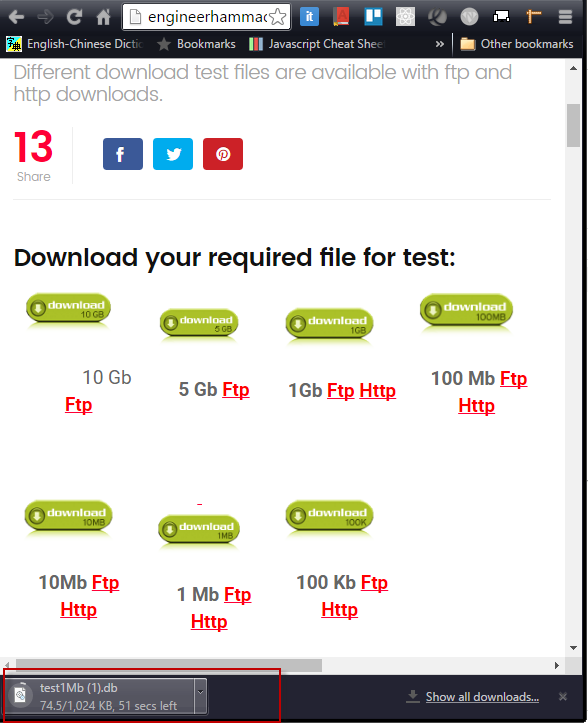 engineerhammad
English-Chinese Dictio
Bookmarks
Javascript Cheat Shee
»
Other bookmarks
Different download test files are available with ftp and
http downloads.
13
Share
Download your required file for test:
download
10 GB
download
5 GB
download
1GB
download
100MB
10 Gb
Ftp
5 Gb Ftp
1Gb Ftp Http
100 Mb Ftp
Http
download
10MB
download
1MB
download
100K
10Mb Ftp
Http
1 Mb Ftp
Http
100 Kb Ftp
Http
test1Mb (1).db
74.5/1,024 KB, 51 secs left
Show all downloads...